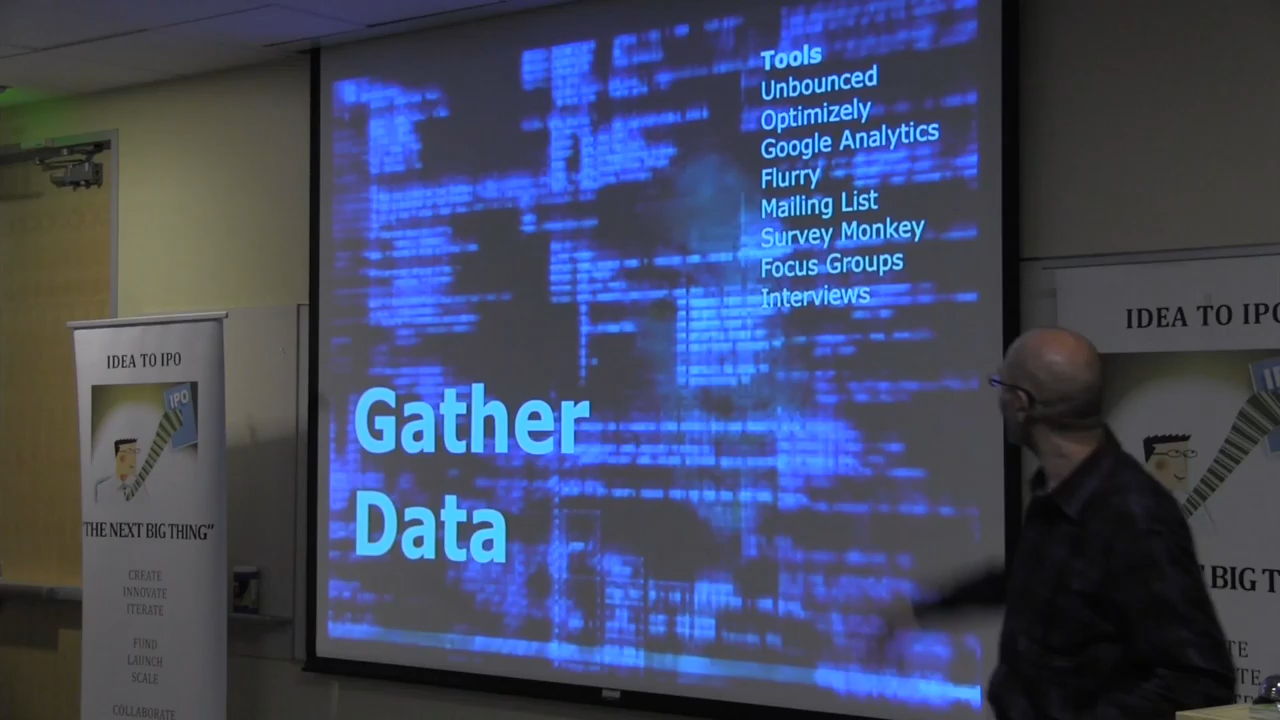 Tools
Unbounced
Optimizely
Google Analytics
Flurry
Mailing List
Survey Monkey
Focus Groups
Interviews
Gather
Data
IDEA TO IPO
IPO
THE NEXT BIG THING"
CREATE
INNOVATE
ITERATE
FUND
LAUNCH
SCALE
COLLABORATE
IDEA TO IPO
BIG T